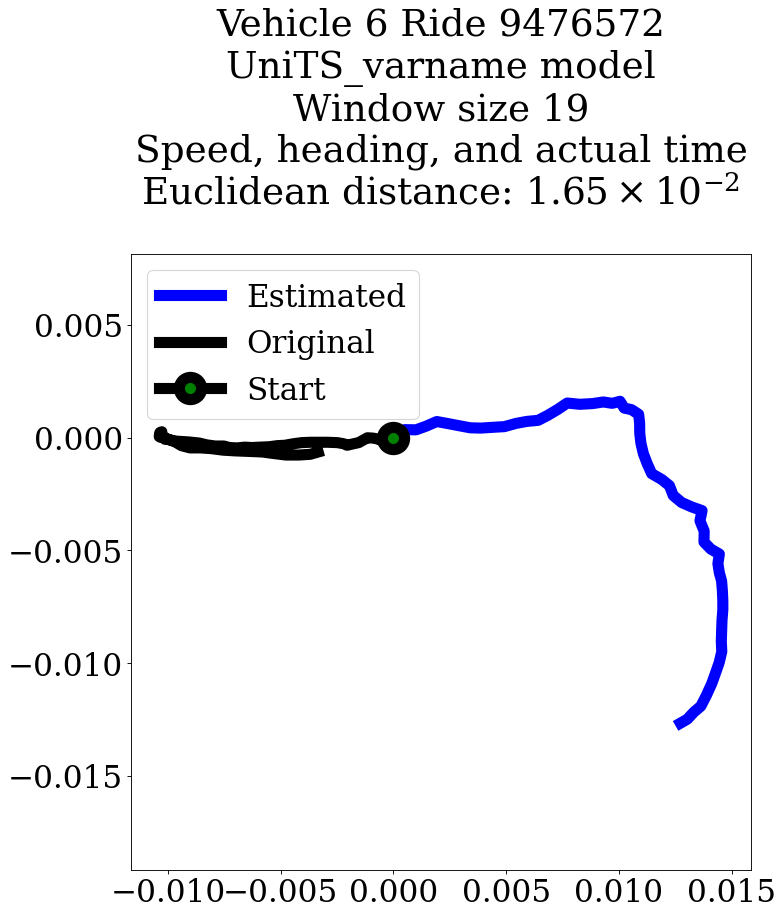 Vehicle 6 Ride 9476572
UniTS_varname model
Window size 19
Speed, heading, and actual time
Euclidean distance: 1.65 × 10⁻²
Estimated
Original
Start
0.005
0.000
−0.005
−0.010
−0.015
−0.010 −0.005 0.000 0.005 0.010 0.015